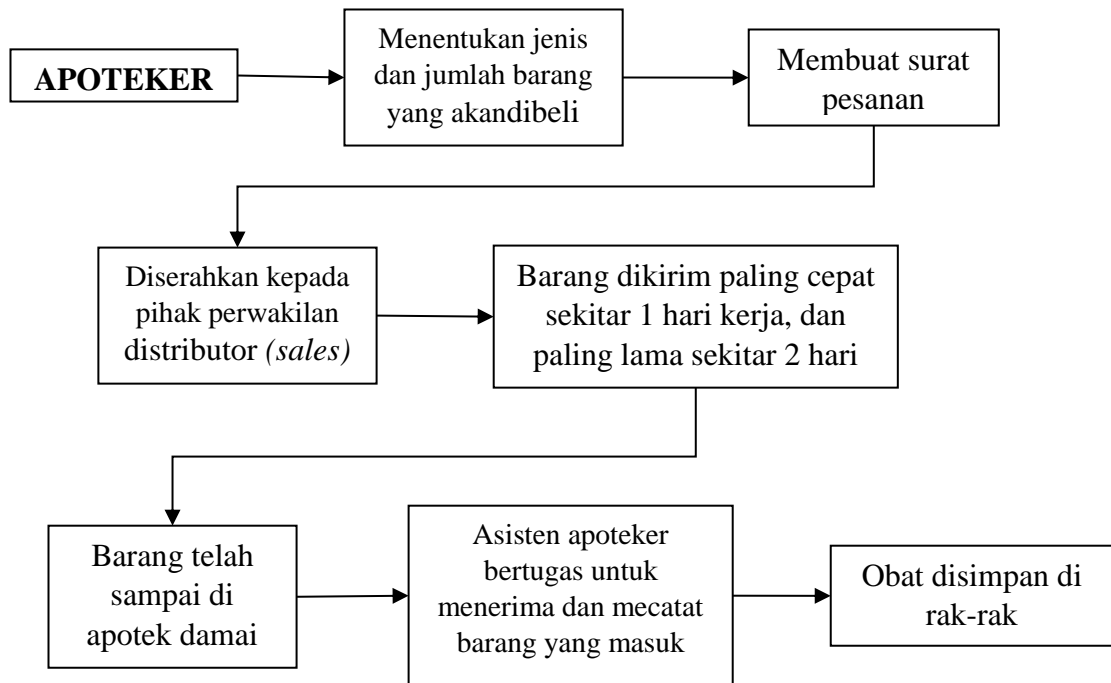 APOTEKER
Menentukan jenis
dan jumlah barang
yang akandibeli
Membuat surat
pesanan
Diserahkan kepada
pihak perwakilan
distributor (sales)
Barang dikirim paling cepat
sekitar 1 hari kerja, dan
paling lama sekitar 2 hari
Barang telah
sampai di
apotek damai
Asisten apoteker
bertugas untuk
menerima dan mecatat
barang yang masuk
Obat disimpan di
rak-rak